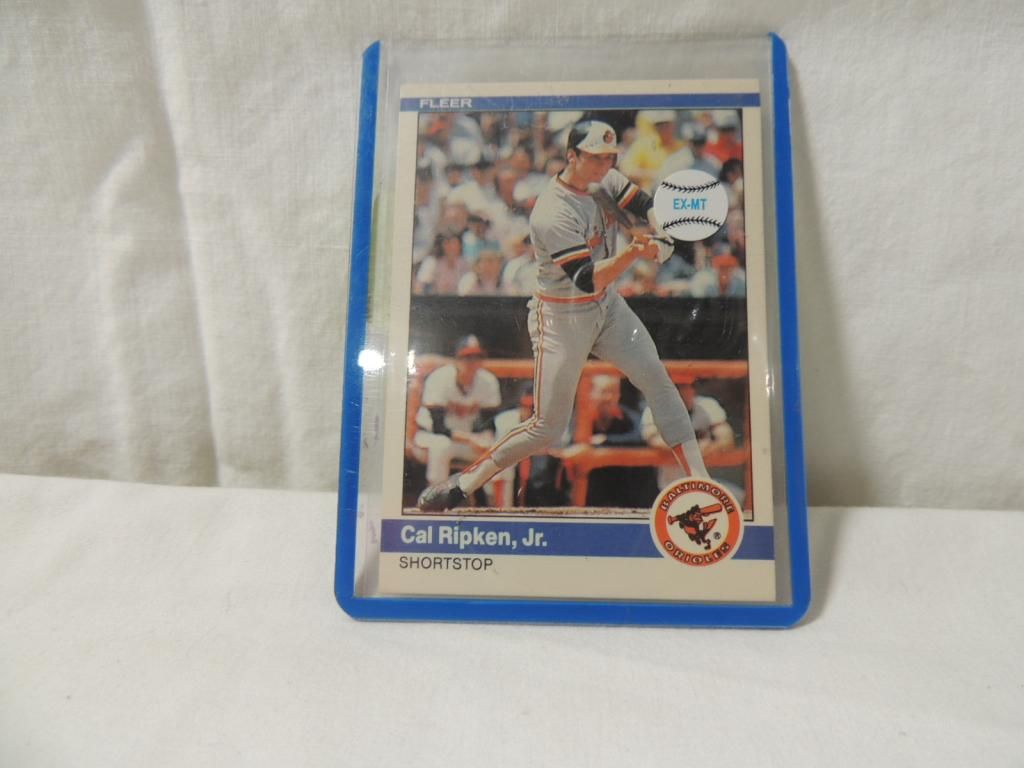 FLEER
EX-MT
Cal Ripken, Jr.
SHORTSTOP
BALTIMORE
ORIOLES
®